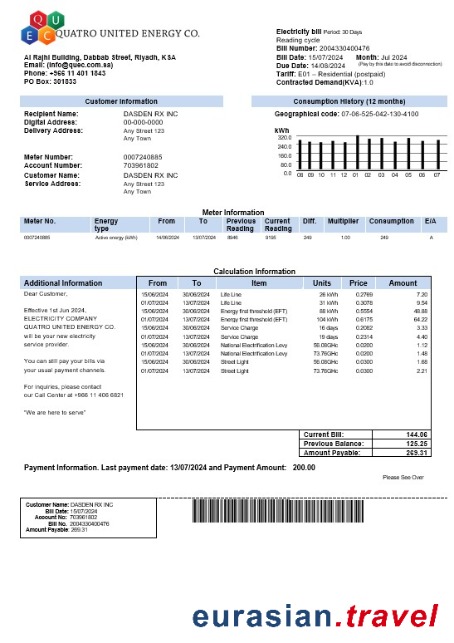 QUEC
QUATRO UNITED ENERGY CO.
Al Rajhi Building, Dabbab Street, Riyadh, KSA
Email: (info@quec.com.sa)
Phone: +966 11 401 1843
PO Box: 301833
Electricity bill Period: 30 Days
Reading cycle
Bill Number: 2004330400476
Bill Date: 15/07/2024 Month: Jul 2024
Due Date: 14/08/2024 (Pay by this date to avoid disconnection)
Tariff: E01 – Residential (postpaid)
Contracted Demand(KVA):1.0
Customer Information
Recipient Name: DASDEN RX INC
Digital Address: 00-000-0000
Delivery Address: Any Street 123
Any Town
Meter Number: 0007240885
Account Number: 703961802
Customer Name: DASDEN RX INC
Service Address: Any Street 123
Any Town
Consumption History (12 months)
Geographical code: 07-06-525-042-130-4100
kWh
320.0
240.0
160.0
80.0
0.0
08 09 10 11 12 01 02 03 04 05 06 07
Meter Information
Meter No. Energy type From To Previous Reading Current Reading Diff. Multiplier Consumption E/A
0007240885 Active energy (kWh) 14/06/2024 13/07/2024 8946 9195 249 1.00 249 A
Calculation Information
Additional Information From To Item Units Price Amount
Dear Customer,
Effective 1st Jun 2024,
ELECTRICITY COMPANY
QUATRO UNITED ENERGY CO.
will be your new electricity
service provider.
You can still pay your bills via
your usual payment channels.
For inquiries, please contact
our Call Center at +966 11 406 6821
"We are here to serve"
15/06/2024 30/06/2024 Life Line 26 kWh 0.2769 7.20
01/07/2024 13/07/2024 Life Line 31 kWh 0.3076 9.54
15/06/2024 30/06/2024 Energy first threshold (EFT) 88 kWh 0.5554 48.88
01/07/2024 13/07/2024 Energy first threshold (EFT) 104 kWh 0.6175 64.22
15/06/2024 30/06/2024 Service Charge 16 days 0.2082 3.33
01/07/2024 13/07/2024 Service Charge 19 days 0.2314 4.40
15/06/2024 30/06/2024 National Electrification Levy 56.08GHc 0.0200 1.12
01/07/2024 13/07/2024 National Electrification Levy 73.76GHc 0.0200 1.48
15/06/2024 30/06/2024 Street Light 56.08GHc 0.0300 1.68
01/07/2024 13/07/2024 Street Light 73.76GHc 0.0300 2.21
Current Bill: 144.06
Previous Balance: 125.25
Amount Payable: 269.31
Payment Information. Last payment date: 13/07/2024 and Payment Amount: 200.00
Please See Over
Customer Name: DASDEN RX INC
Bill Date: 15/07/2024
Account No: 703961802
Bill No. 2004330400476
Amount Payable: 269.31
eurasian.travel